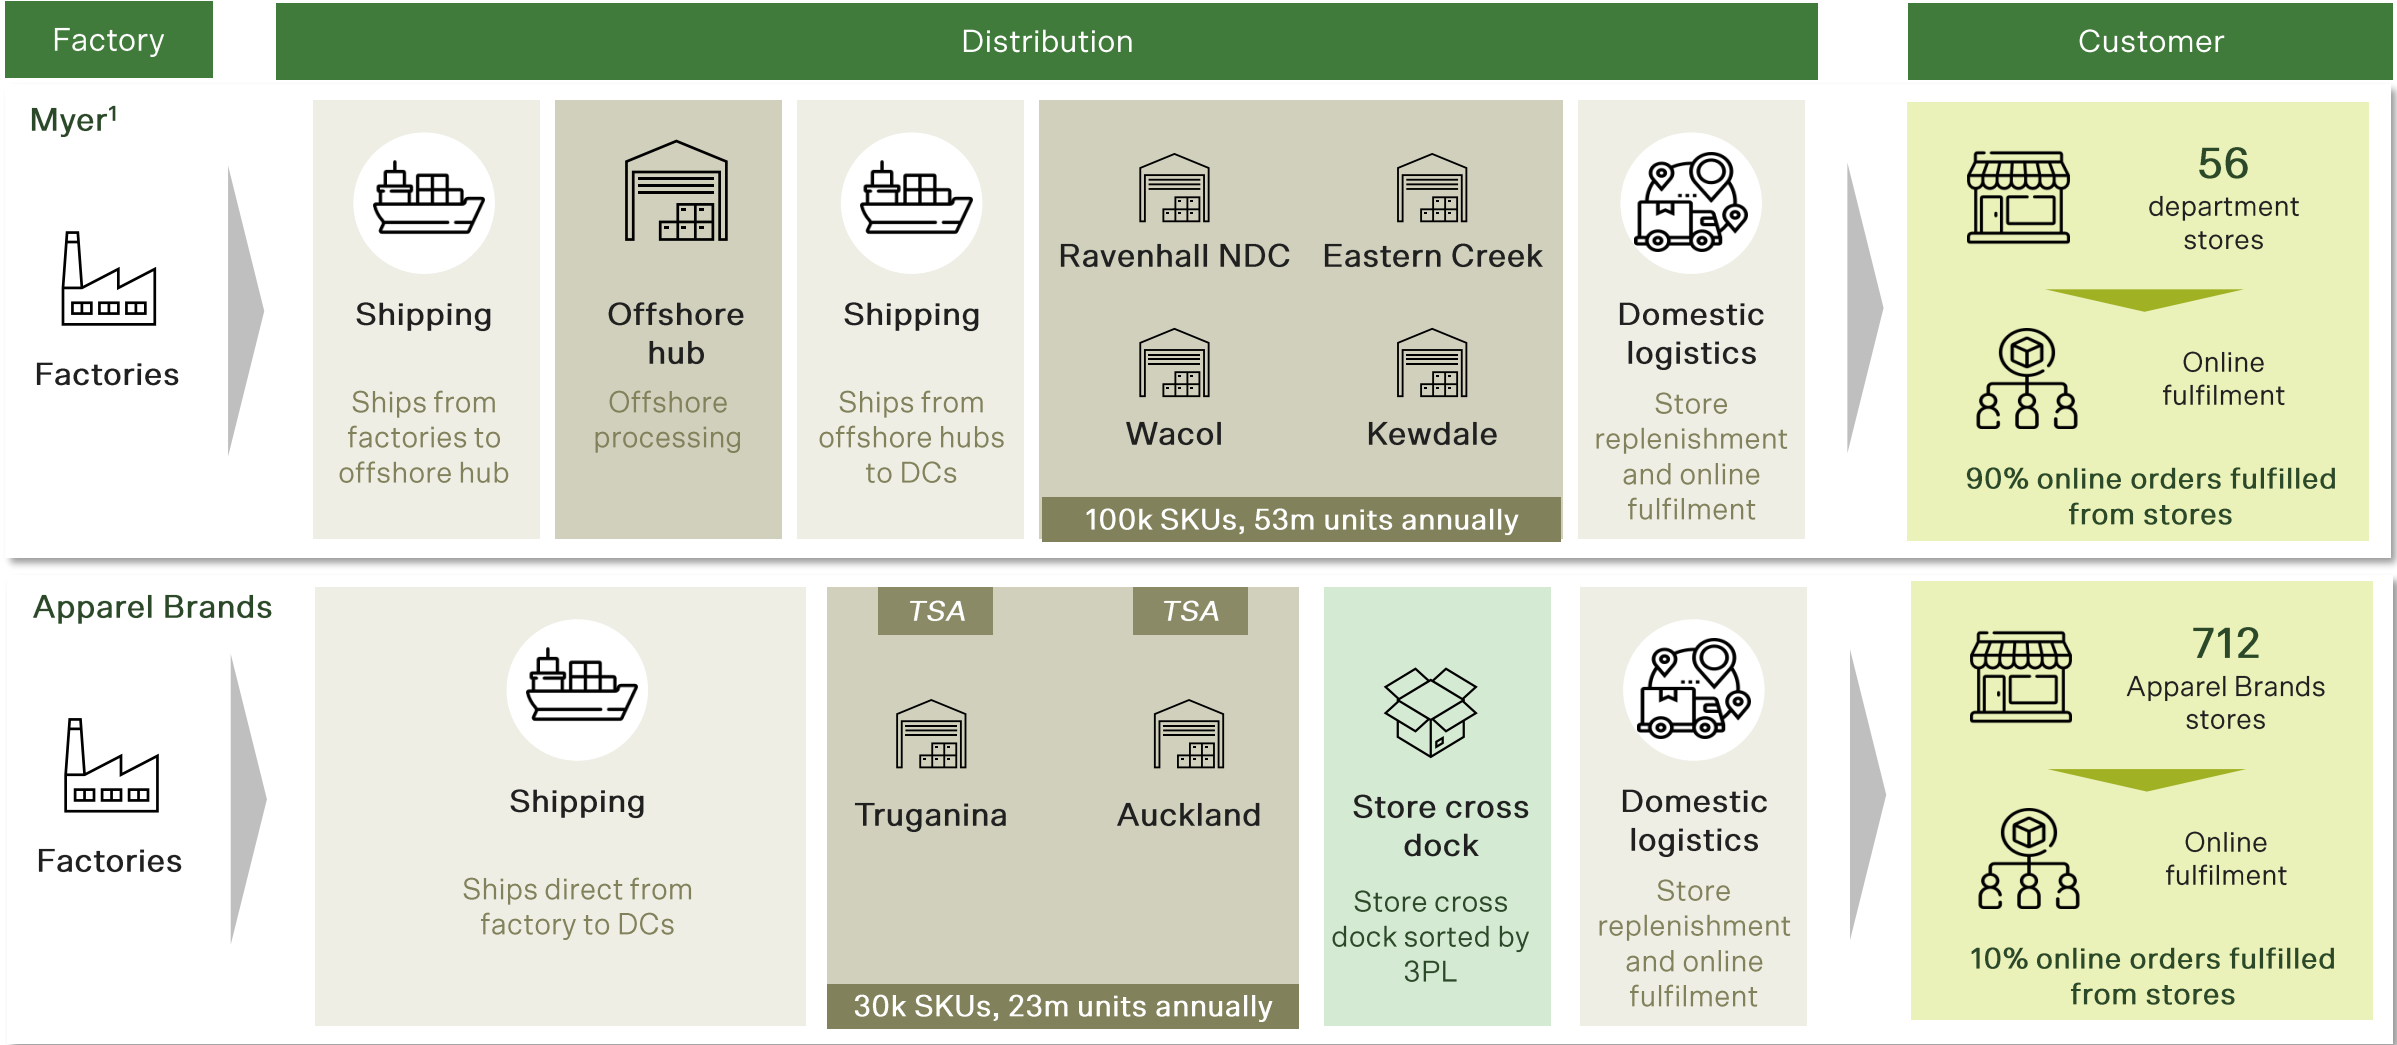 Factory
Distribution
Customer
Myer¹
Factories
Shipping
Ships from
factories to
offshore hub
Offshore
hub
Offshore
processing
Shipping
Ships from
offshore hubs
to DCs
Ravenhall NDC
Eastern Creek
Wacol
Kewdale
100k SKUs, 53m units annually
Domestic
logistics
Store
replenishment
and online
fulfilment
56
department
stores
Online
fulfilment
90% online orders fulfilled
from stores
Apparel Brands
Factories
Shipping
Ships direct from
factory to DCs
TSA
TSA
Truganina
Auckland
30k SKUs, 23m units annually
Store cross
dock
Store cross
dock sorted by
3PL
Domestic
logistics
Store
replenishment
and online
fulfilment
712
Apparel Brands
stores
Online
fulfilment
10% online orders fulfilled
from stores